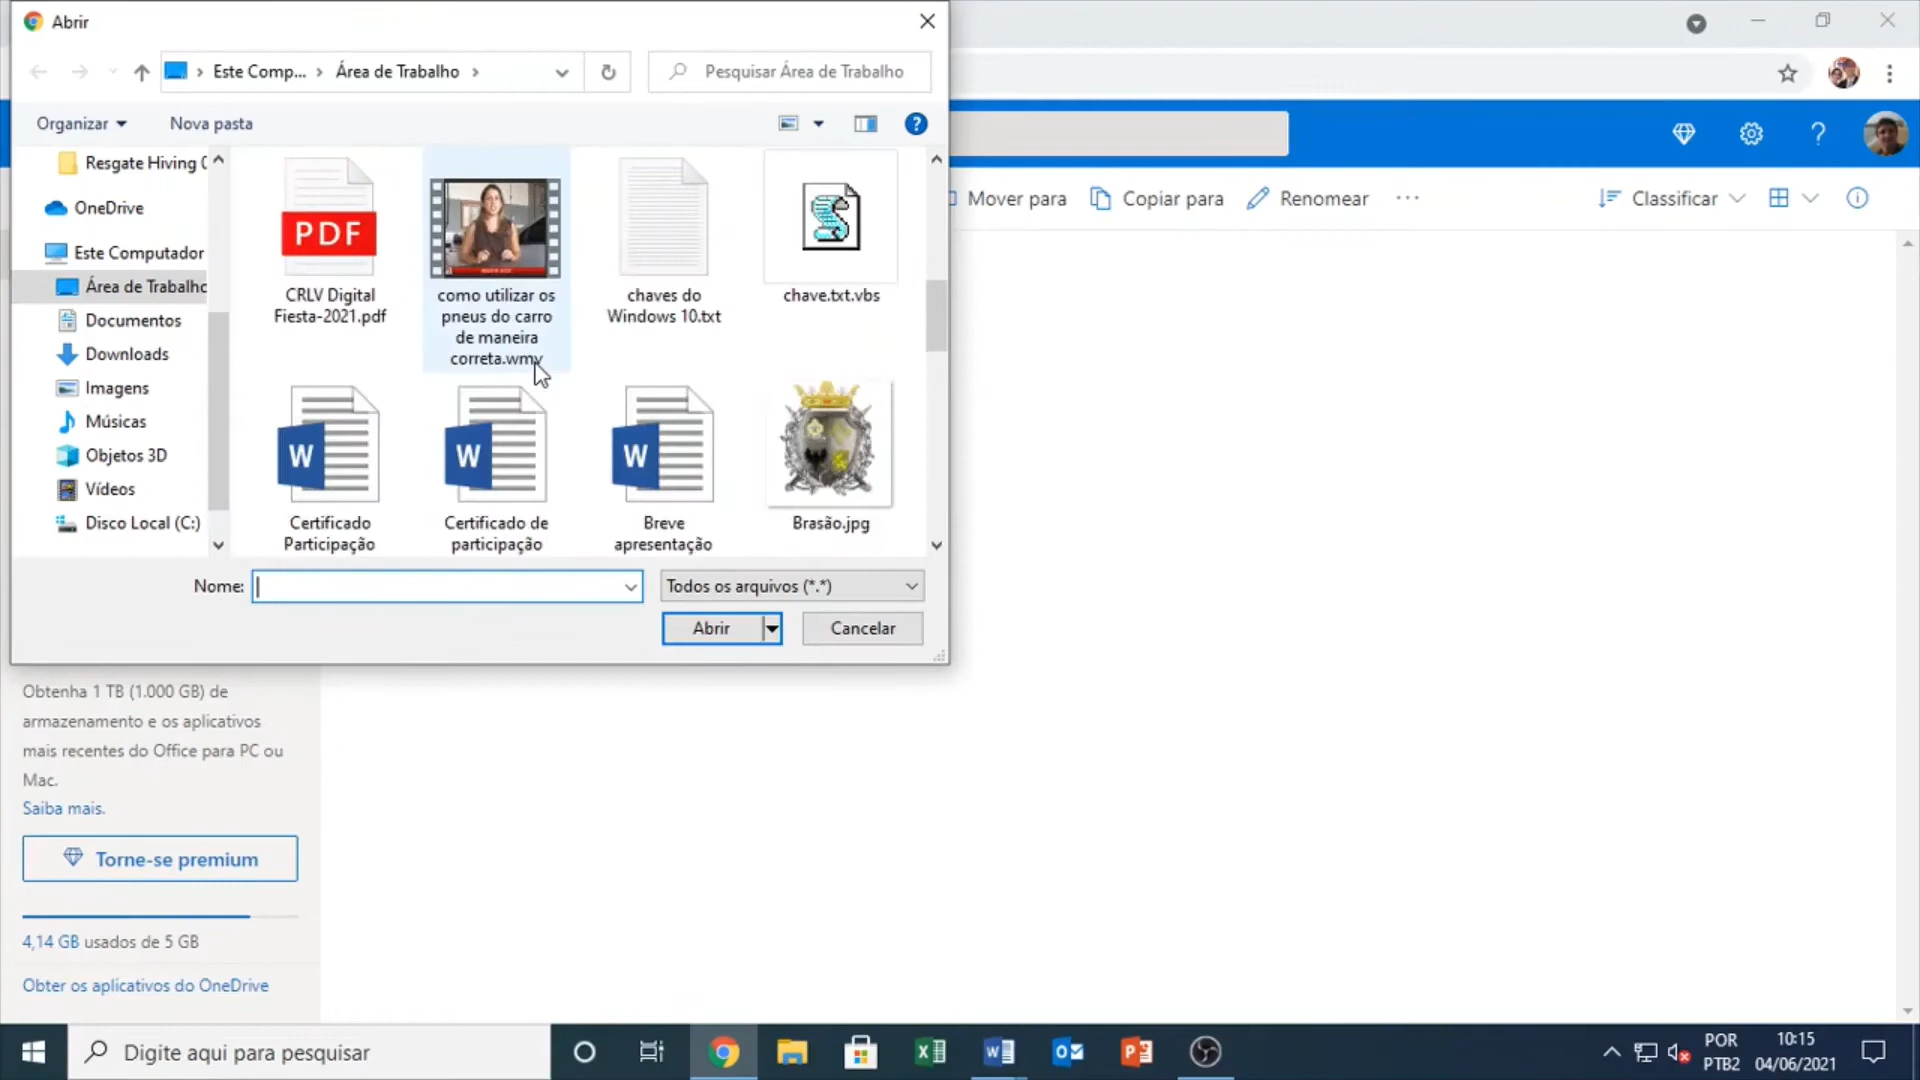 Abrir
Este Comp... > Área de Trabalho >
Pesquisar Área de Trabalho
Organizar
Nova pasta
Resgate Hiving
OneDrive
Este Computador
Área de Trabalho
Documentos
Downloads
Imagens
Músicas
Objetos 3D
Vídeos
Disco Local (C:)
PDF
CRLV Digital
Fiesta-2021.pdf
como utilizar os
pneus do carro
de maneira
correta.wmv
chaves do
Windows 10.txt
chave.txt.vbs
W
Certificado
Participação
W
Certificado de
participação
W
Breve
apresentação
Brasão.jpg
Nome:
Todos os arquivos (*.*)
Abrir
Cancelar
Mover para
Copiar para
Renomear
...
Classificar
Obtenha 1 TB (1.000 GB) de
armazenamento e os aplicativos
mais recentes do Office para PC ou
Mac.
Saiba mais.
Torne-se premium
4,14 GB usados de 5 GB
Obter os aplicativos do OneDrive
Digite aqui para pesquisar
POR
PTB2
10:15
04/06/2021